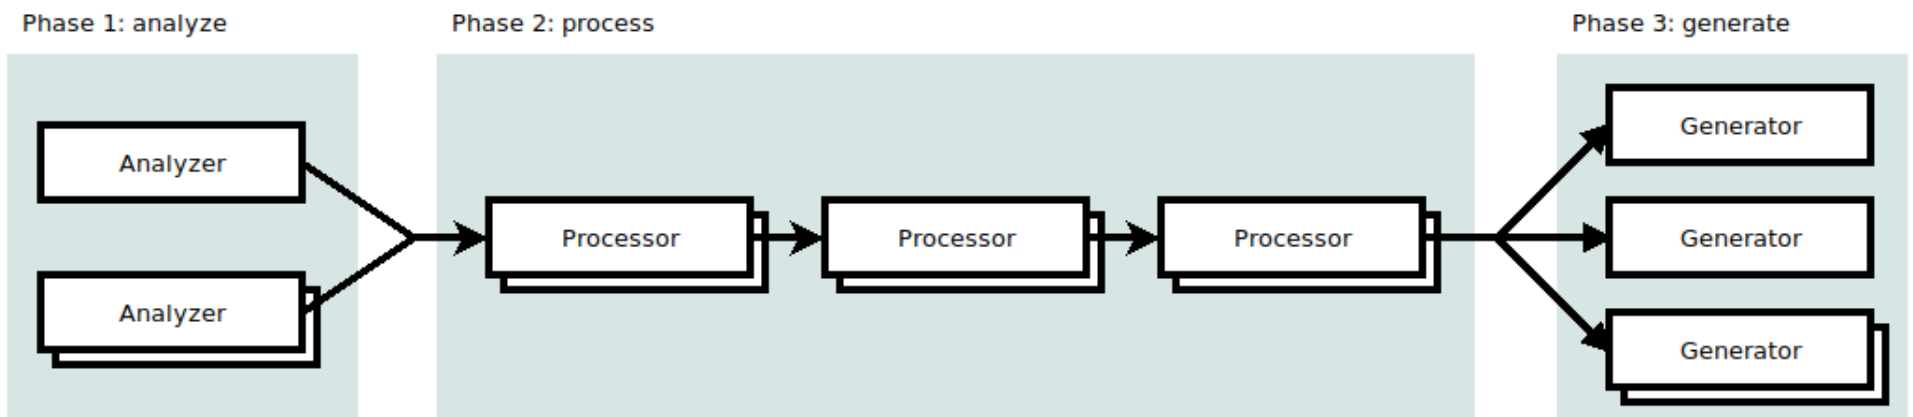 Phase 1: analyze
Phase 2: process
Phase 3: generate
Analyzer
Analyzer
Processor
Processor
Processor
Generator
Generator
Generator